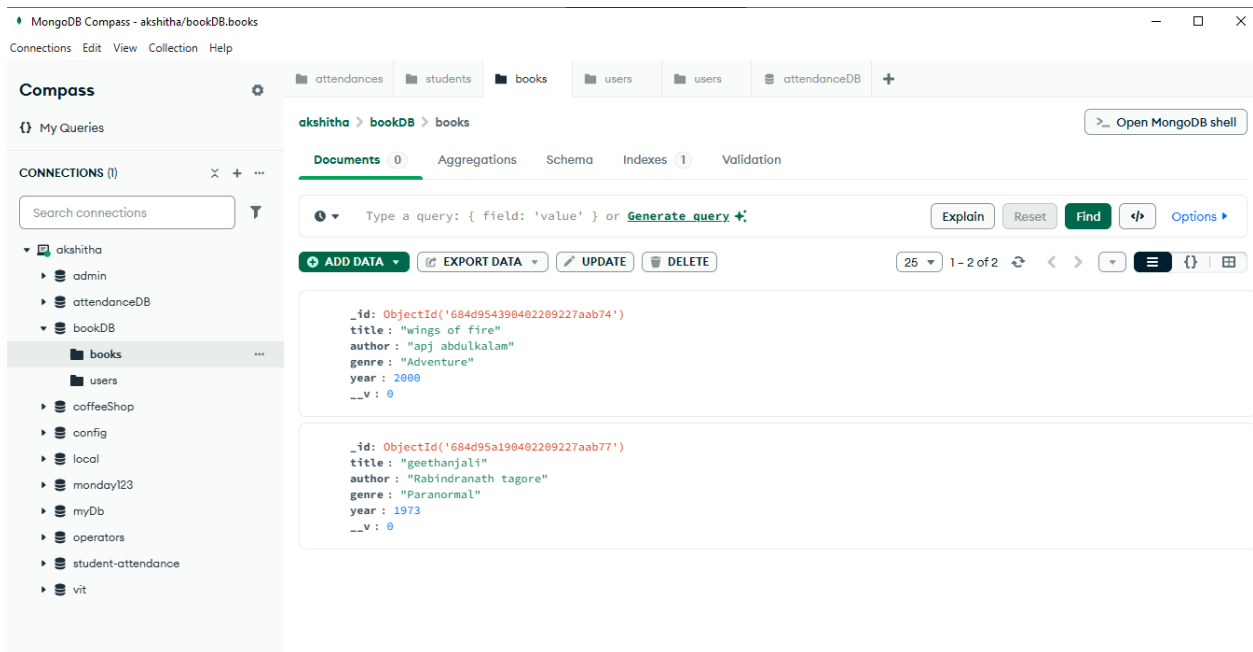 MongoDB Compass - akshitha/bookDB.books
Connections Edit View Collection Help
Compass
{} My Queries
CONNECTIONS (1)
Search connections
akshitha
admin
attendanceDB
bookDB
books
users
coffeeShop
config
local
monday123
myDb
operators
student-attendance
vit
attendances students books users users attendanceDB
akshitha > bookDB > books
>_ Open MongoDB shell
Documents 0 Aggregations Schema Indexes 1 Validation
Type a query: { field: 'value' } or Generate query
Explain Reset Find </> Options
ADD DATA EXPORT DATA UPDATE DELETE
25 1 – 2 of 2 {}
_id: ObjectId('684d954390402209227aab74')
title : "wings of fire"
author : "apj abdulkalam"
genre : "Adventure"
year : 2000
__v : 0
_id: ObjectId('684d95a190402209227aab77')
title : "geethanjali"
author : "Rabindranath tagore"
genre : "Paranormal"
year : 1973
__v : 0